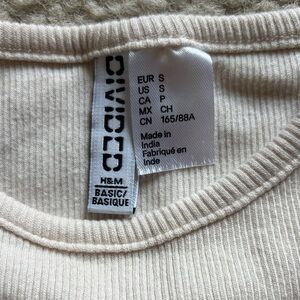 DIVIDED
H&M
BASIC/
BASIQUE
EUR S
US S
CA P
MX CH
CN 165/88A
Made in
India
Fabriqué en
Inde